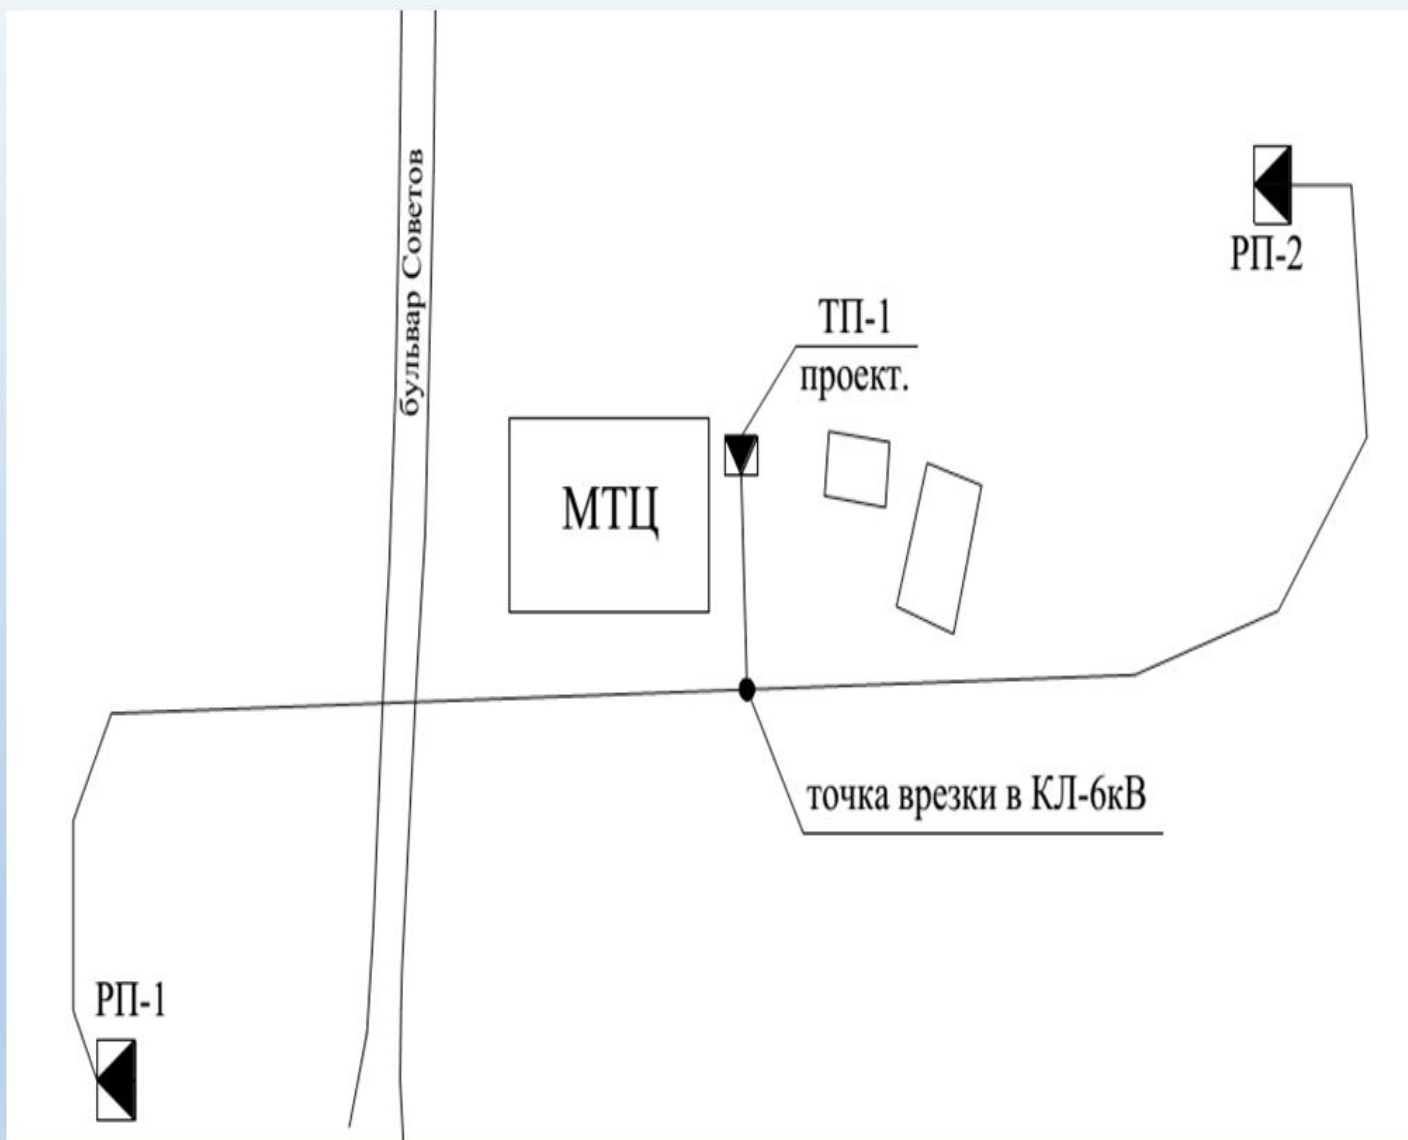 бульвар Советов
РП-2
ТП-1
проект.
МТЦ
точка врезки в КЛ-6кВ
РП-1